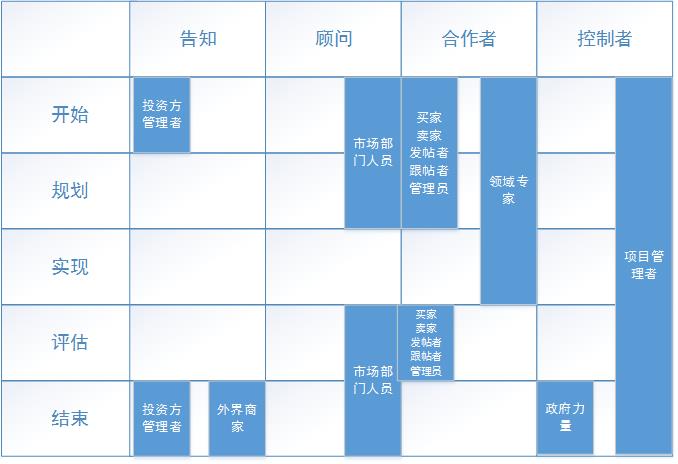 告知
顾问
合作者
控制者
开始
投资方
管理者
市场部
门人员
买家
卖家
发帖者
跟帖者
管理员
领域专
家
项目管
理者
规划
实现
评估
市场部
门人员
买家
卖家
发帖者
跟帖者
管理员
结束
投资方
管理者
外界商
家
政府力
量